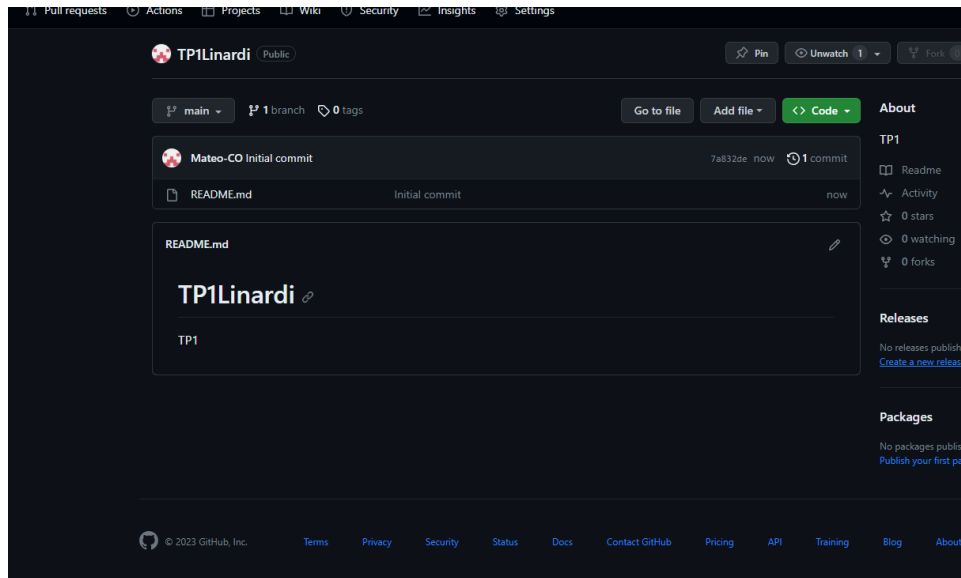 Pull requests Actions Projects Wiki Security Insights Settings
TP1Linardi Public Pin Unwatch 1 Fork
main 1 branch 0 tags Go to file Add file Code
Mateo-CO Initial commit 7a832de now 1 commit
README.md Initial commit now
README.md
TP1Linardi
TP1
About
TP1
Readme
Activity
0 stars
0 watching
0 forks
Releases
No releases publish
Create a new releas
Packages
No packages publis
Publish your first pa
© 2023 GitHub, Inc. Terms Privacy Security Status Docs Contact GitHub Pricing API Training Blog About